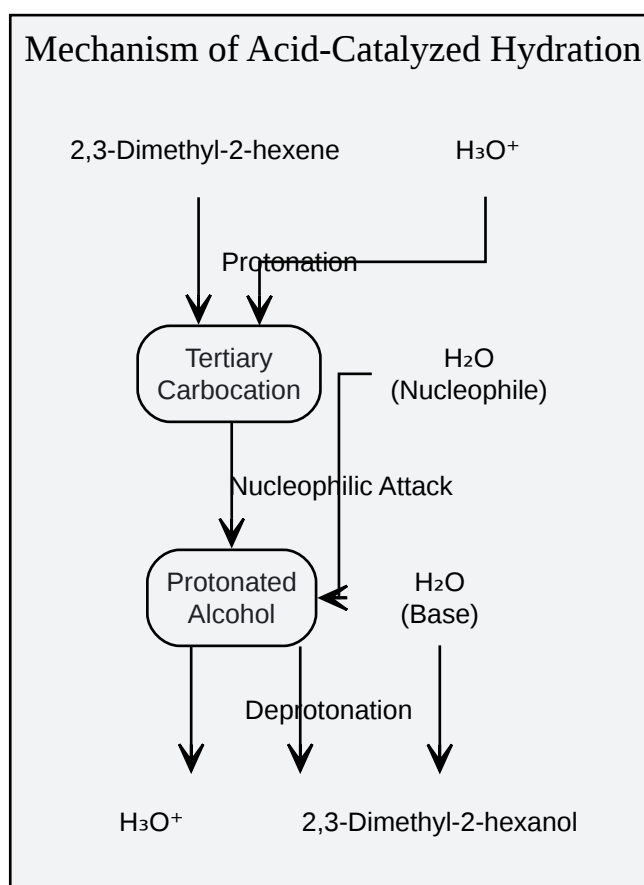 Mechanism of Acid-Catalyzed Hydration
2,3-Dimethyl-2-hexene
H₃O⁺
Protonation
Tertiary
Carbocation
H₂O
(Nucleophile)
Nucleophilic Attack
Protonated
Alcohol
H₂O
(Base)
Deprotonation
H₃O⁺
2,3-Dimethyl-2-hexanol